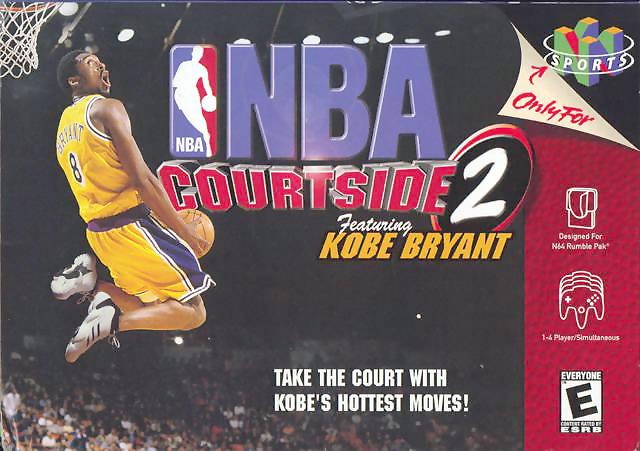 NBA
NBA
COURTSIDE 2
Featuring
KOBE BRYANT
BRYANT
8
SPORTS
Only For
Designed For
N64 Rumble Pak®
1-4 Player/Simultaneous
TAKE THE COURT WITH
KOBE'S HOTTEST MOVES!
EVERYONE
E
CONTENT RATED BY
ESRB